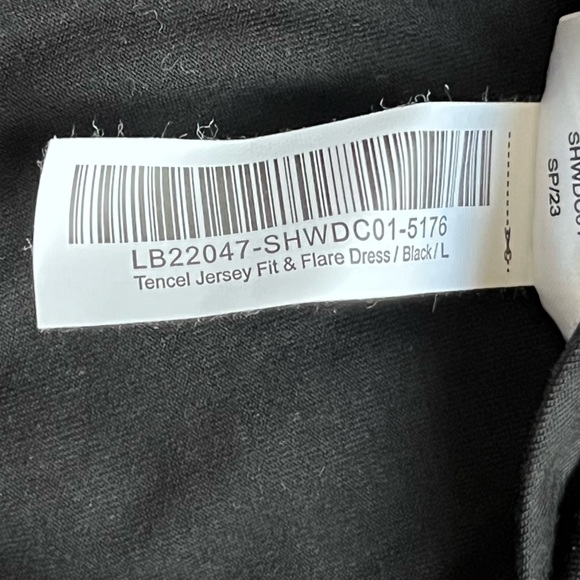 LB22047-SHWDC01-5176
Tencel Jersey Fit & Flare Dress / Black / L
SP/23